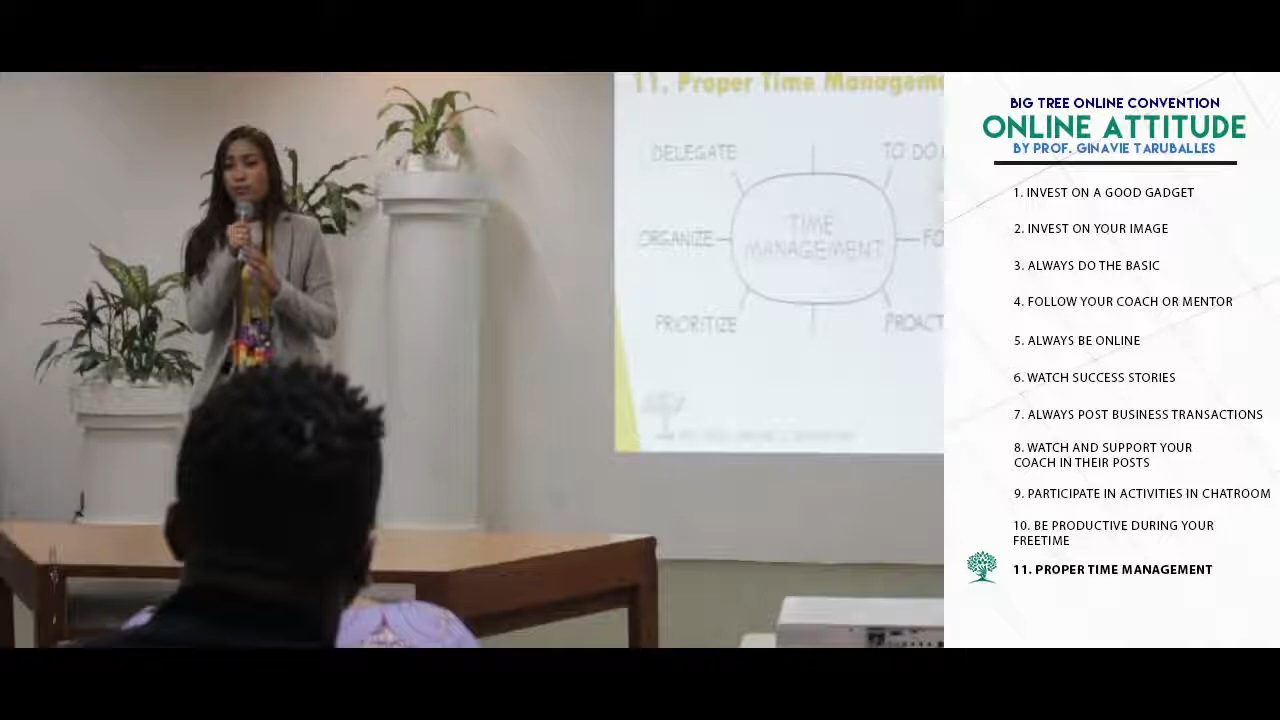 11. Proper Time Managem
DELEGATE
TO DO
ORGANIZE
TIME
MANAGEMENT
FO
PRIORITIZE
PROACT
BIG TREE ONLINE CONVENTION
ONLINE ATTITUDE
BY PROF. GINAVIE TARUBALLES
1. INVEST ON A GOOD GADGET
2. INVEST ON YOUR IMAGE
3. ALWAYS DO THE BASIC
4. FOLLOW YOUR COACH OR MENTOR
5. ALWAYS BE ONLINE
6. WATCH SUCCESS STORIES
7. ALWAYS POST BUSINESS TRANSACTIONS
8. WATCH AND SUPPORT YOUR
COACH IN THEIR POSTS
9. PARTICIPATE IN ACTIVITIES IN CHATROOM
10. BE PRODUCTIVE DURING YOUR
FREETIME
11. PROPER TIME MANAGEMENT